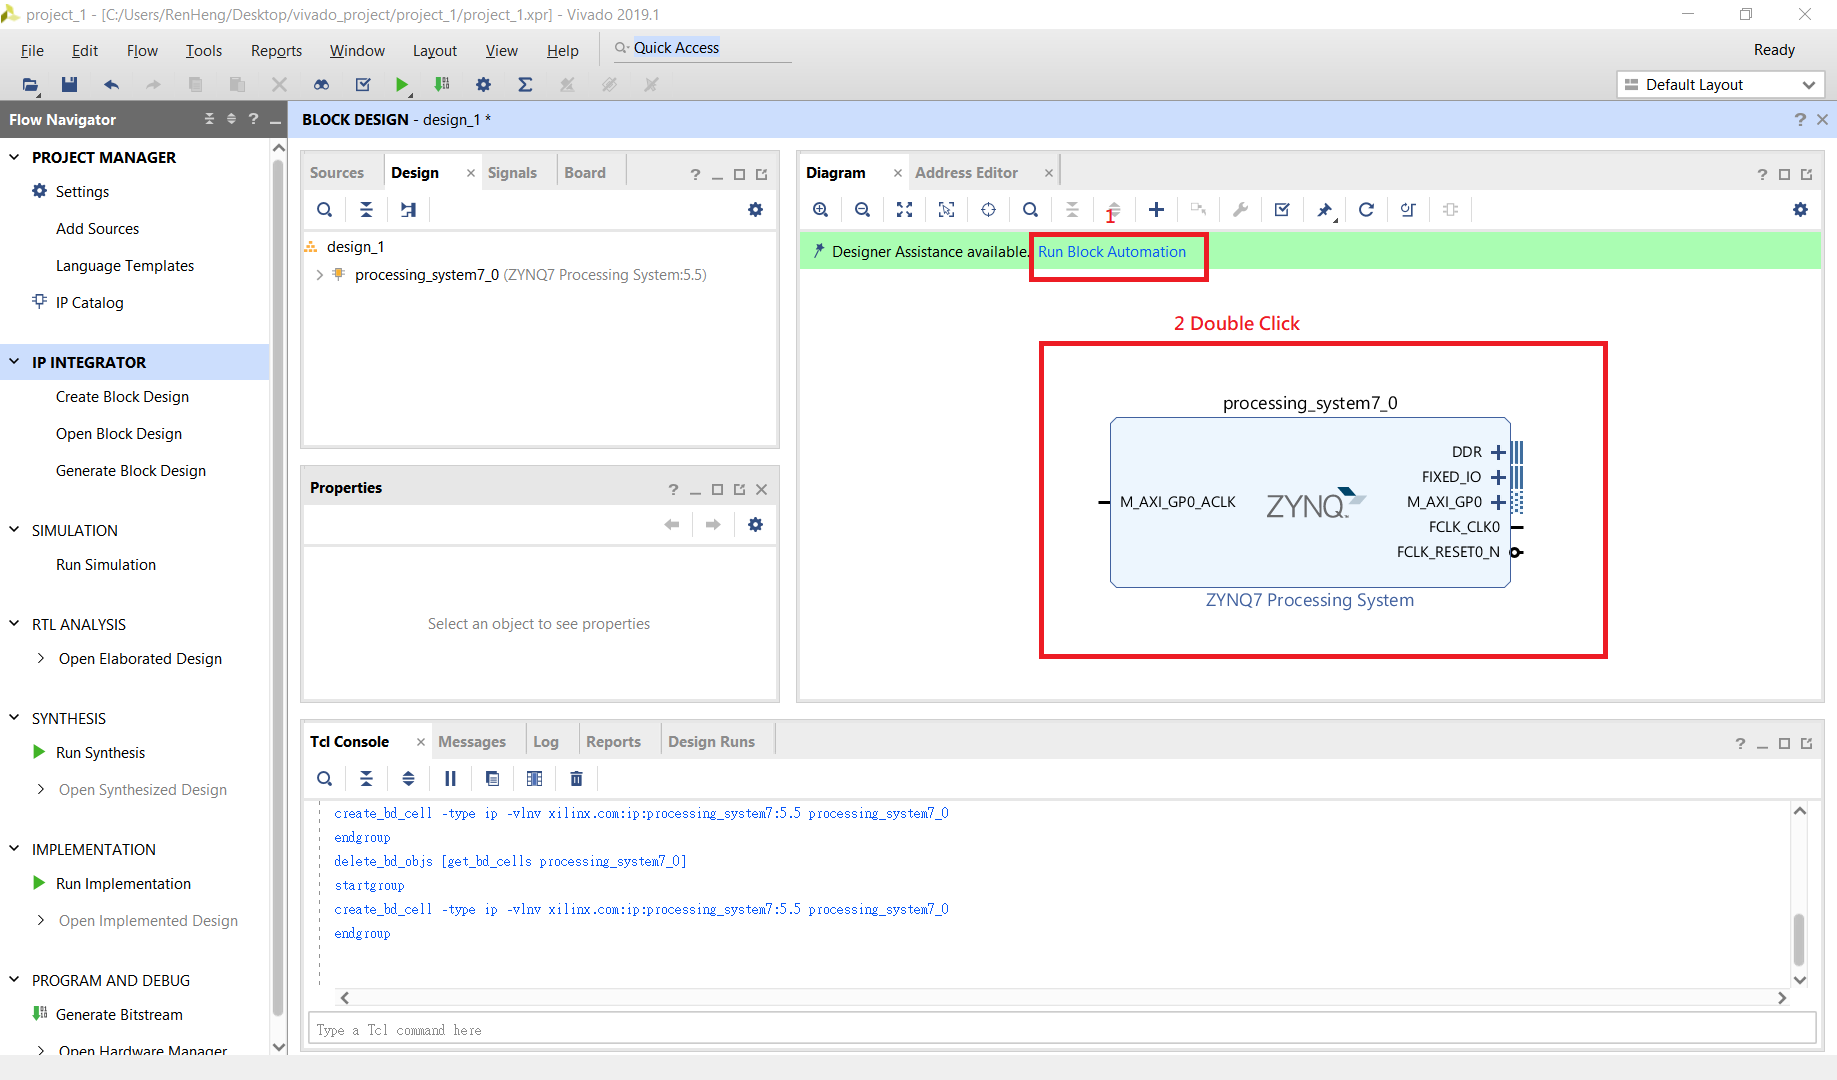 project_1 - [C:/Users/RenHeng/Desktop/vivado_project/project_1/project_1.xpr] - Vivado 2019.1
File Edit Flow Tools Reports Window Layout View Help Quick Access Ready
Default Layout
Flow Navigator
PROJECT MANAGER
Settings
Add Sources
Language Templates
IP Catalog
IP INTEGRATOR
Create Block Design
Open Block Design
Generate Block Design
SIMULATION
Run Simulation
RTL ANALYSIS
Open Elaborated Design
SYNTHESIS
Run Synthesis
Open Synthesized Design
IMPLEMENTATION
Run Implementation
Open Implemented Design
PROGRAM AND DEBUG
Generate Bitstream
Open Hardware Manager
BLOCK DESIGN - design_1 *
Sources Design Signals Board
design_1
processing_system7_0 (ZYNQ7 Processing System:5.5)
Properties
Select an object to see properties
Diagram Address Editor
1
Designer Assistance available. Run Block Automation
2 Double Click
processing_system7_0
DDR
FIXED_IO
M_AXI_GP0_ACLK ZYNQ M_AXI_GP0
FCLK_CLK0
FCLK_RESET0_N
ZYNQ7 Processing System
Tcl Console Messages Log Reports Design Runs
create_bd_cell -type ip -vlnv xilinx.com:ip:processing_system7:5.5 processing_system7_0
endgroup
delete_bd_objs [get_bd_cells processing_system7_0]
startgroup
create_bd_cell -type ip -vlnv xilinx.com:ip:processing_system7:5.5 processing_system7_0
endgroup
Type a Tcl command here